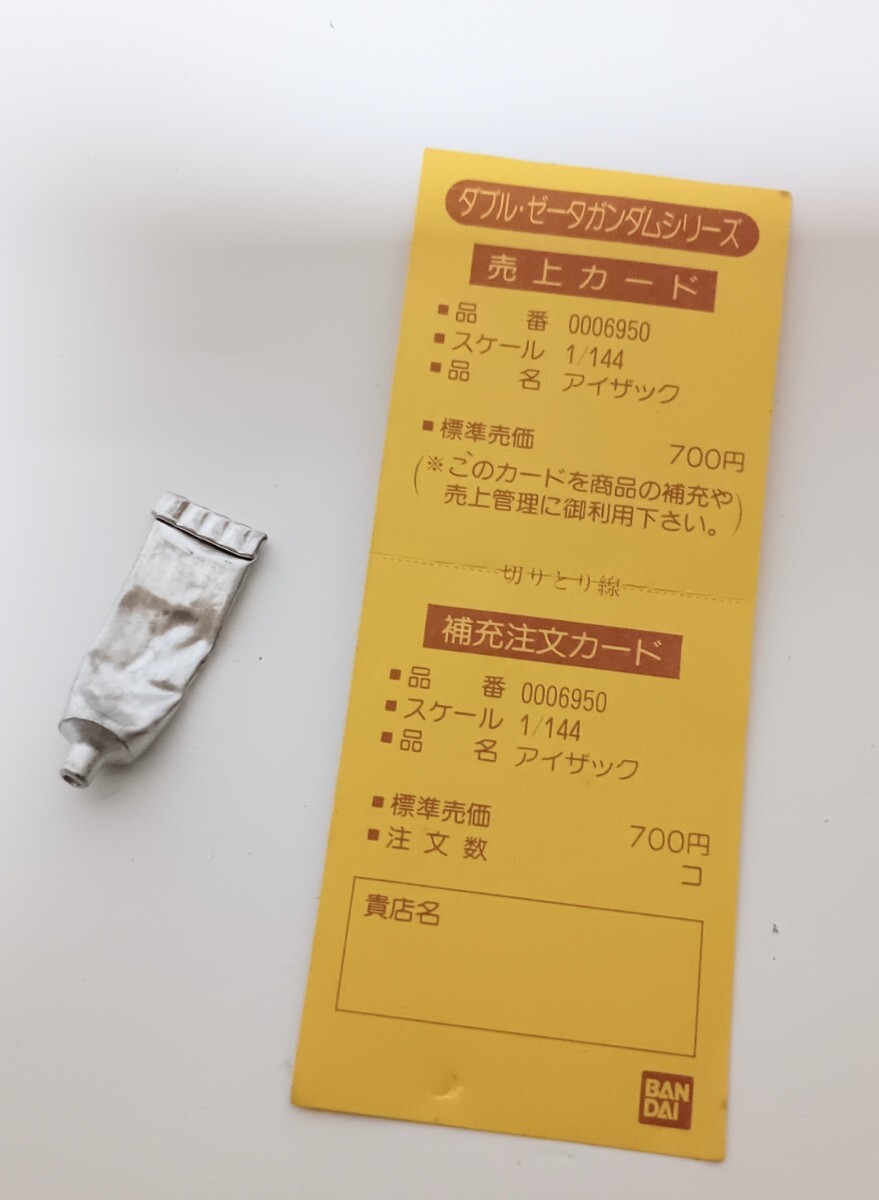 ダブル・ゼータガンダムシリーズ
売上カード
■品 番 0006950
■スケール 1/144
■品 名 アイザック
■標準売価 700円
(※このカードを商品の補充や
売上管理に御利用下さい。)
切りとり線
補充注文カード
■品 番 0006950
■スケール 1/144
■品 名 アイザック
■標準売価 700円
■注文数 コ
貴店名
BAN
DAI